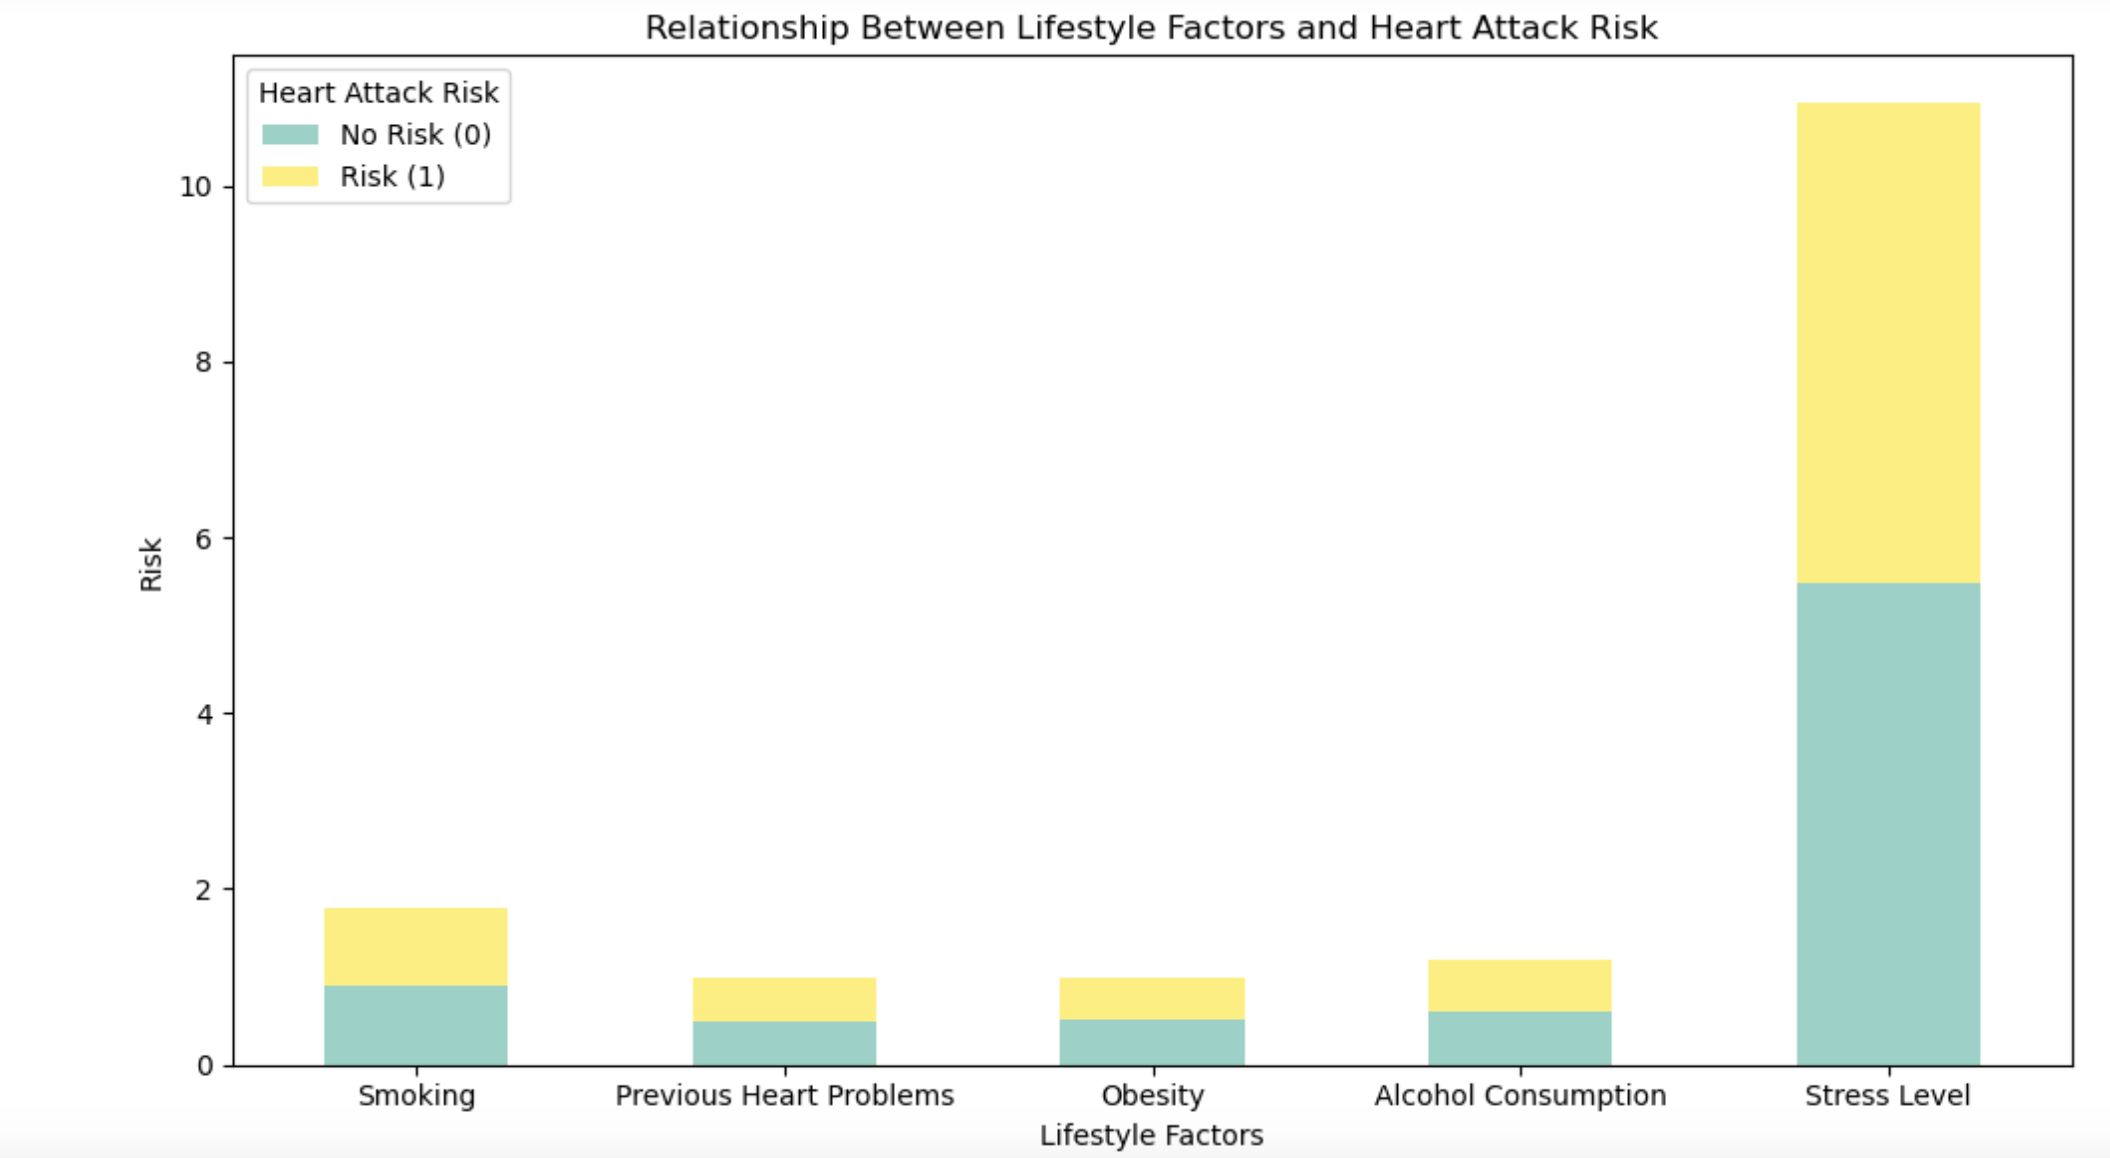 Relationship Between Lifestyle Factors and Heart Attack Risk
Heart Attack Risk
No Risk (0)
Risk (1)
10
8
6
4
2
0
Risk
Smoking
Previous Heart Problems
Obesity
Alcohol Consumption
Stress Level
Lifestyle Factors